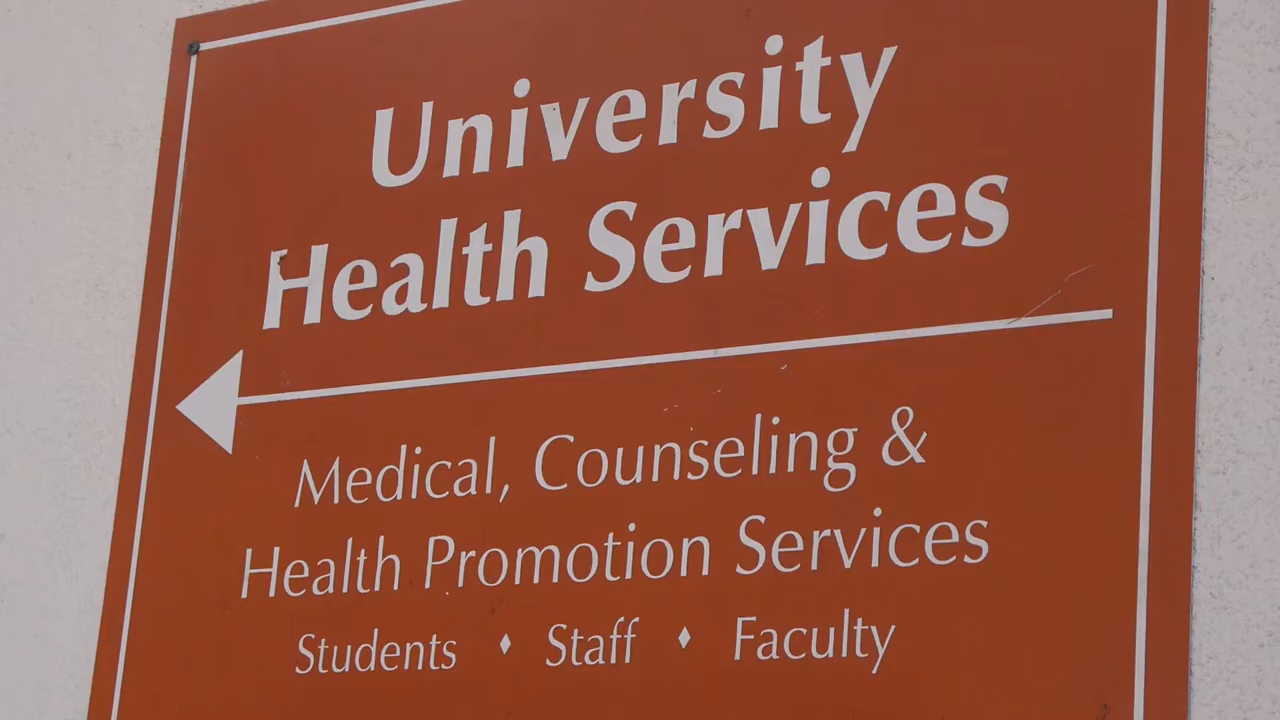 University
Health Services
Medical, Counseling &
Health Promotion Services
Students ♦ Staff ♦ Faculty